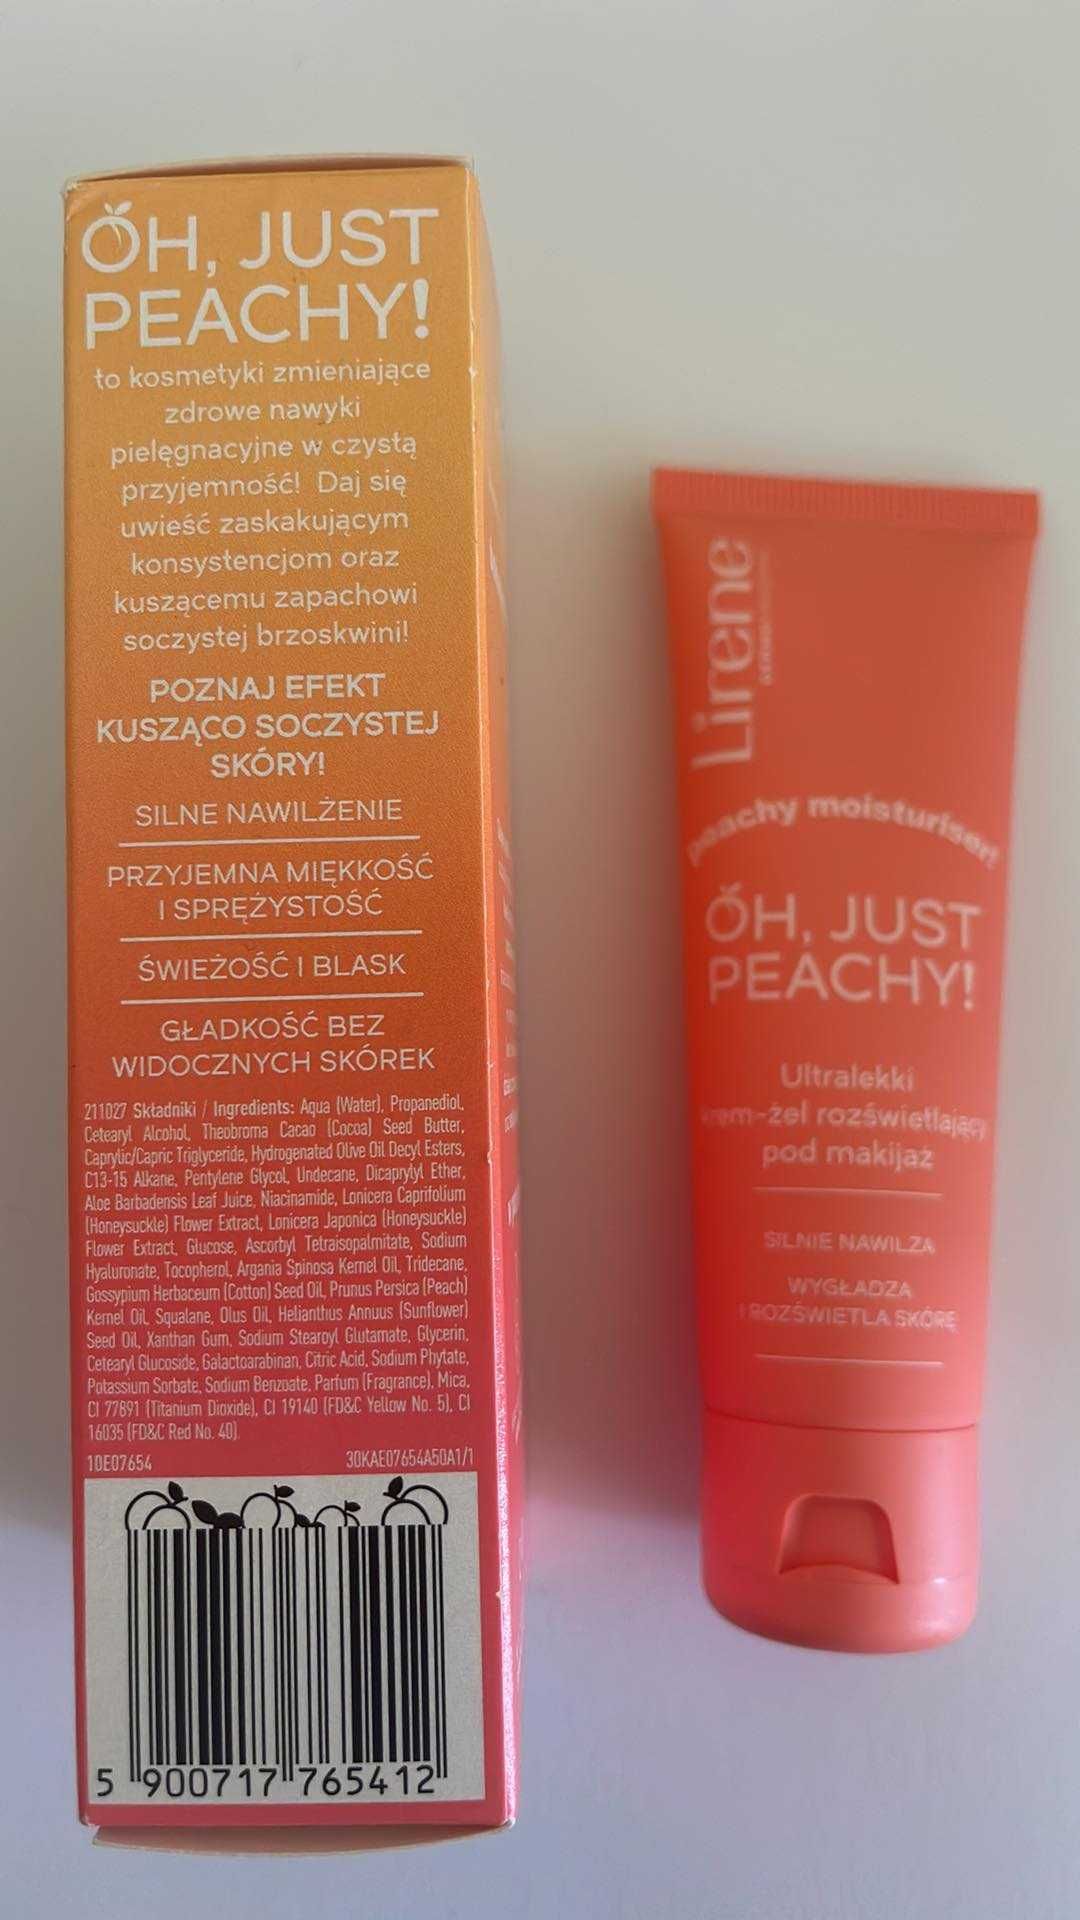 OH, JUST
PEACHY!
to kosmetyki zmieniające
zdrowe nawyki
pielęgnacyjne w czystą
przyjemność! Daj się
uwieść zaskakującym
konsystencjom oraz
kuszącemu zapachowi
soczystej brzoskwini!
POZNAJ EFEKT
KUSZĄCO SOCZYSTEJ
SKÓRY!
SILNE NAWILŻENIE
PRZYJEMNA MIĘKKOŚĆ
I SPRĘŻYSTOŚĆ
ŚWIEŻOŚĆ I BLASK
GŁADKOŚĆ BEZ
WIDOCZNYCH SKÓREK
211027 Składniki / Ingredients: Aqua (Water), Propanediol,
Cetearyl Alcohol, Theobroma Cacao (Cocoa) Seed Butter,
Caprylic/Capric Triglyceride, Hydrogenated Olive Oil Decyl Esters,
C13-15 Alkane, Pentylene Glycol, Undecane, Dicaprylyl Ether,
Aloe Barbadensis Leaf Juice, Niacinamide, Lonicera Caprifolium
(Honeysuckle) Flower Extract, Lonicera Japonica (Honeysuckle)
Flower Extract, Glucose, Ascorbyl Tetraisopalmitate, Sodium
Hyaluronate, Tocopherol, Argania Spinosa Kernel Oil, Tridecane,
Gossypium Herbaceum (Cotton) Seed Oil, Prunus Persica (Peach)
Kernel Oil, Squalane, Olus Oil, Helianthus Annuus (Sunflower)
Seed Oil, Xanthan Gum, Sodium Stearoyl Glutamate, Glycerin,
Cetearyl Glucoside, Galactoarabinan, Citric Acid, Sodium Phytate,
Potassium Sorbate, Sodium Benzoate, Parfum (Fragrance), Mica,
CI 77891 (Titanium Dioxide), CI 19140 (FD&C Yellow No. 5), CI
16035 (FD&C Red No. 40).
10E07654 30KAE07654A50A1/1
5 900717 765412
Lirene
peachy moisturiser!
OH, JUST
PEACHY!
Ultralekki
krem-żel rozświetlający
pod makijaż
SILNIE NAWILŻA
WYGŁADZA
I ROZŚWIETLA SKÓRĘ